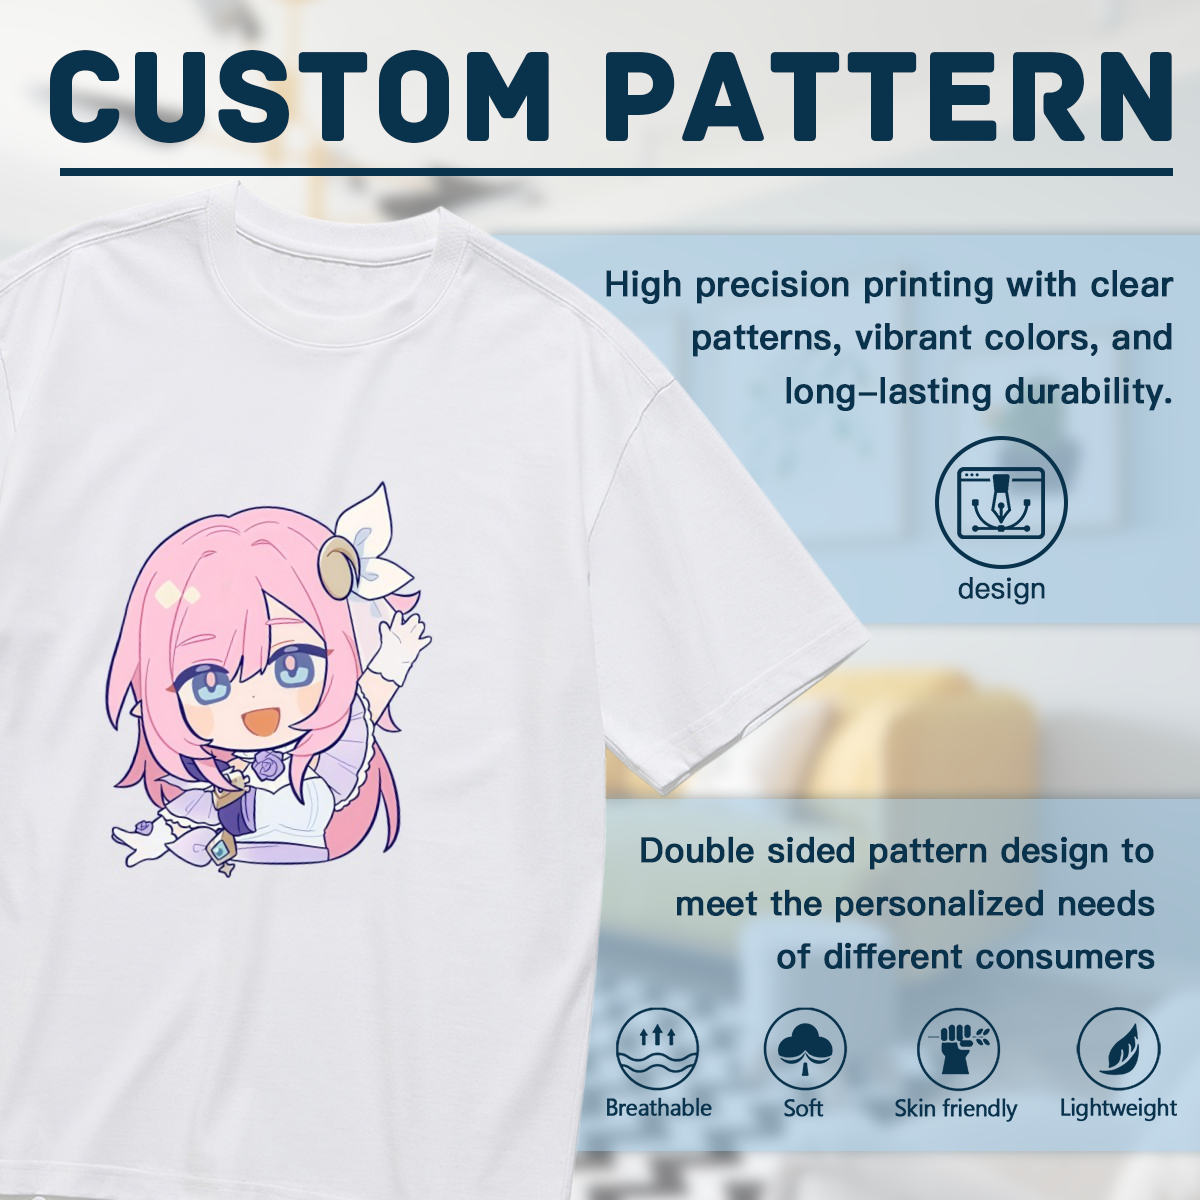 CUSTOM PATTERN
High precision printing with clear
patterns, vibrant colors, and
long-lasting durability.
design
Double sided pattern design to
meet the personalized needs
of different consumers
Breathable
Soft
Skin friendly
Lightweight